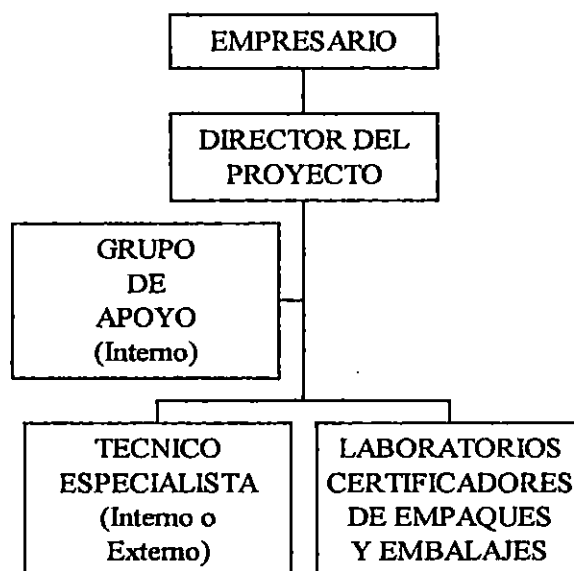 EMPRESARIO
DIRECTOR DEL
PROYECTO
GRUPO
DE
APOYO
(Interno)
TECNICO
ESPECIALISTA
(Interno o
Externo)
LABORATORIOS
CERTIFICADORES
DE EMPAQUES
Y EMBALAJES